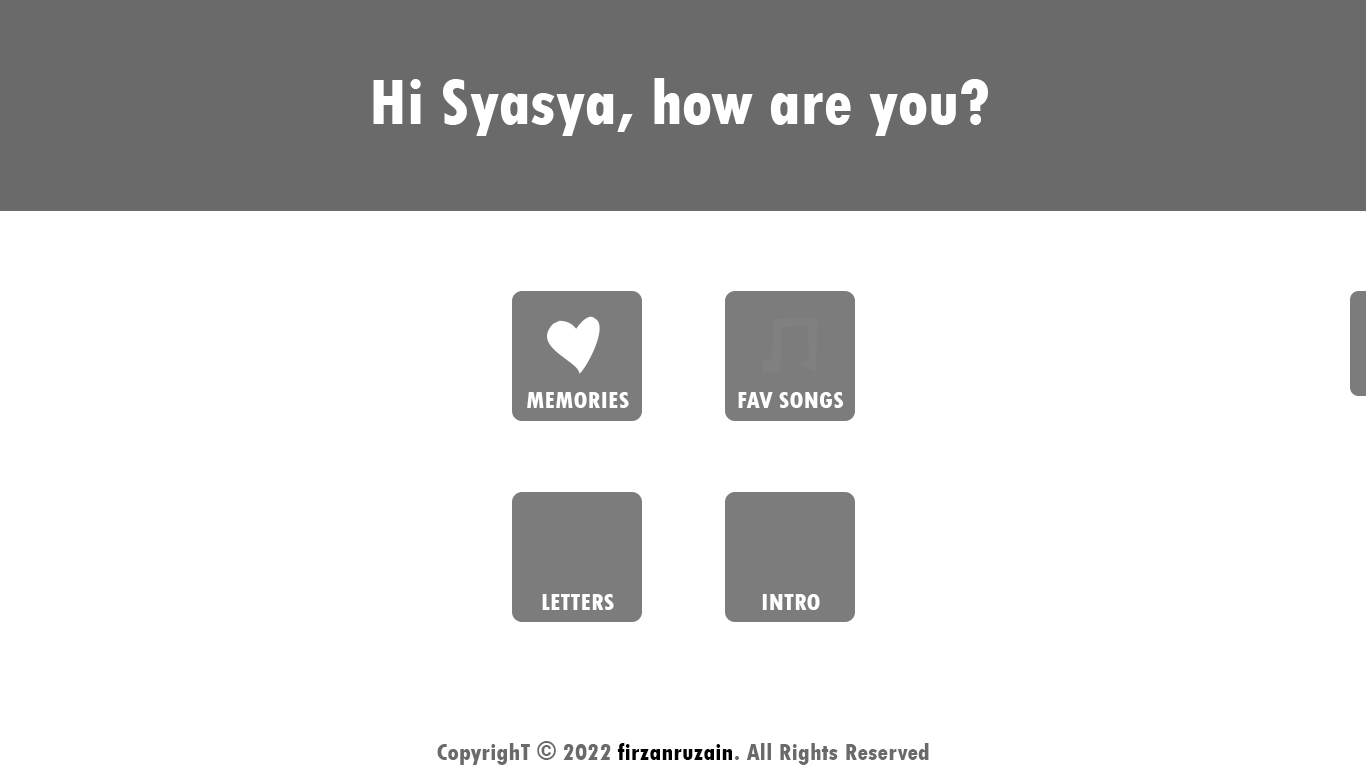 Hi Syasya, how are you?
MEMORIES
FAV SONGS
LETTERS
INTRO
CopyrighT © 2022 firzanruzain. All Rights Reserved